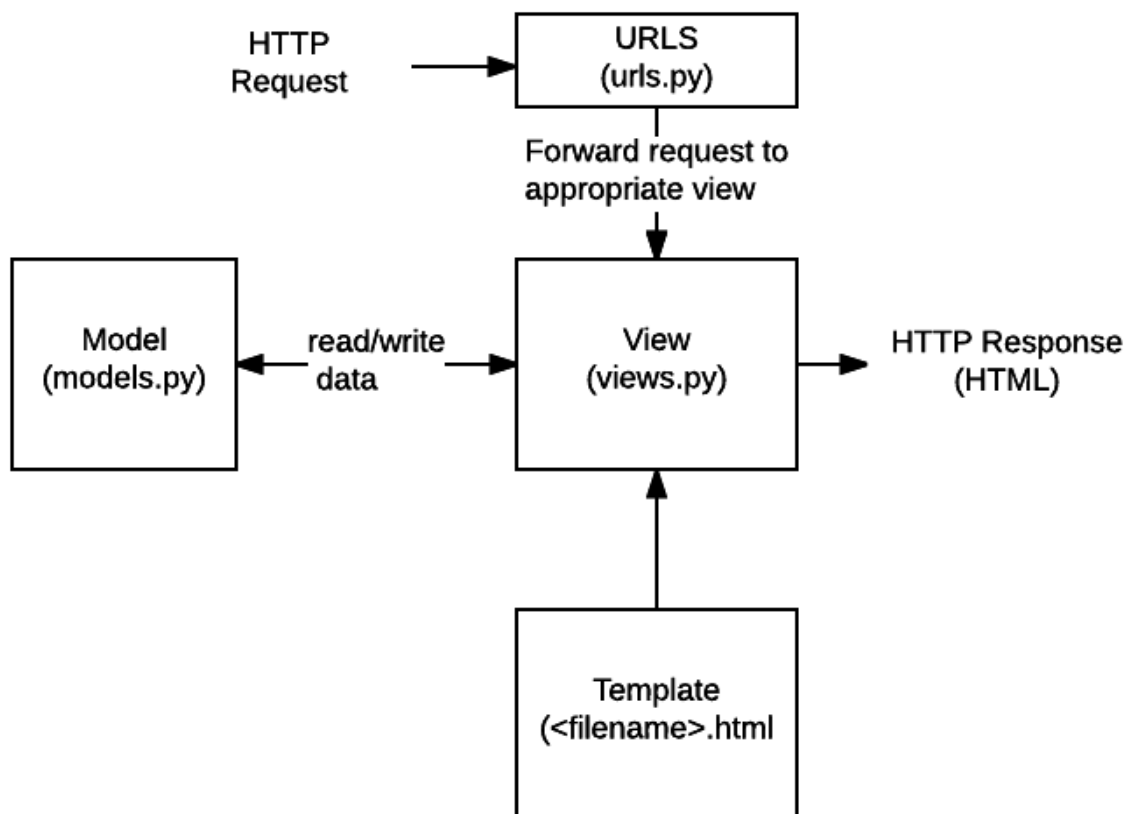 HTTP
Request
URLS
(urls.py)
Forward request to
appropriate view
Model
(models.py)
read/write
data
View
(views.py)
HTTP Response
(HTML)
Template
(<filename>.html